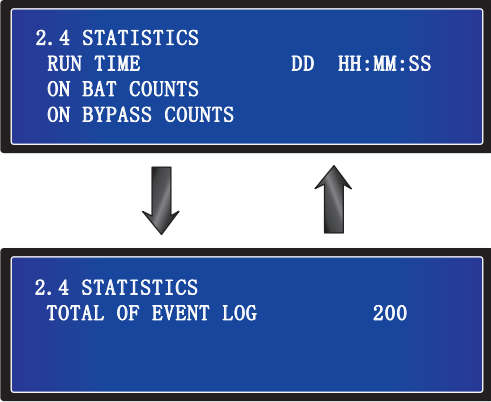 2.4 STATISTICS
RUN TIME DD HH:MM:SS
ON BAT COUNTS
ON BYPASS COUNTS
2.4 STATISTICS
TOTAL OF EVENT LOG 200